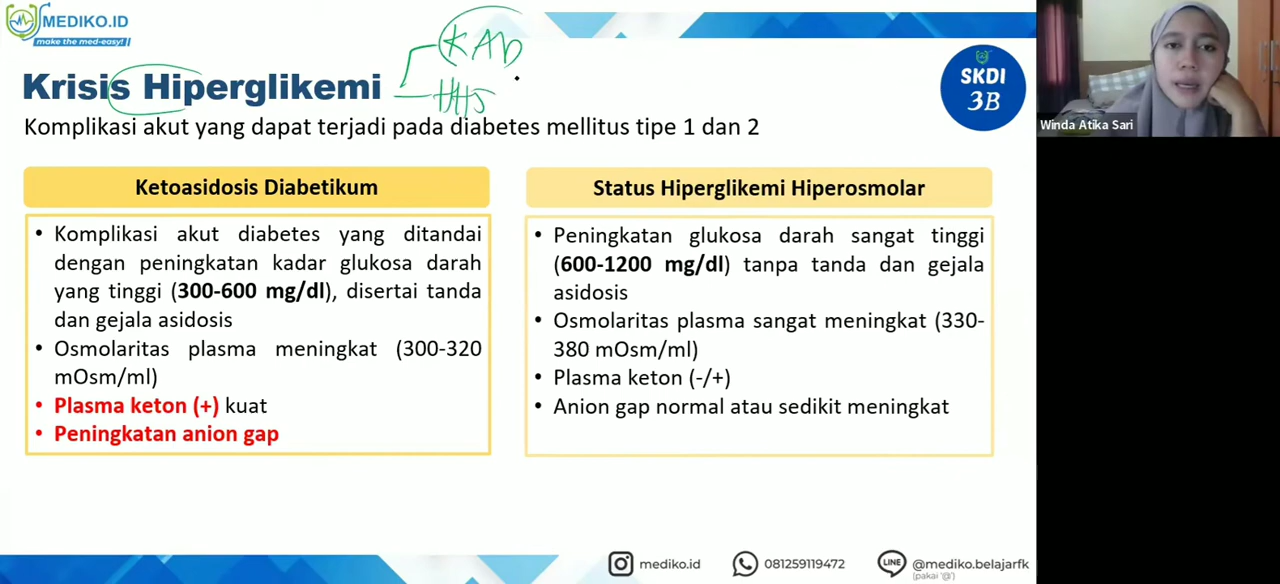 MEDIKO.ID
make the med-easy!
KAD
HHS
Krisis Hiperglikemi
SKDI
3B
Komplikasi akut yang dapat terjadi pada diabetes mellitus tipe 1 dan 2
Winda Atika Sari
Ketoasidosis Diabetikum
• Komplikasi akut diabetes yang ditandai
dengan peningkatan kadar glukosa darah
yang tinggi (300-600 mg/dl), disertai tanda
dan gejala asidosis
• Osmolaritas plasma meningkat (300-320
mOsm/ml)
• Plasma keton (+) kuat
• Peningkatan anion gap
Status Hiperglikemi Hiperosmolar
• Peningkatan glukosa darah sangat tinggi
(600-1200 mg/dl) tanpa tanda dan gejala
asidosis
• Osmolaritas plasma sangat meningkat (330-
380 mOsm/ml)
• Plasma keton (-/+)
• Anion gap normal atau sedikit meningkat
mediko.id
081259119472
LINE
@mediko.belajarfk
(pakai '@')